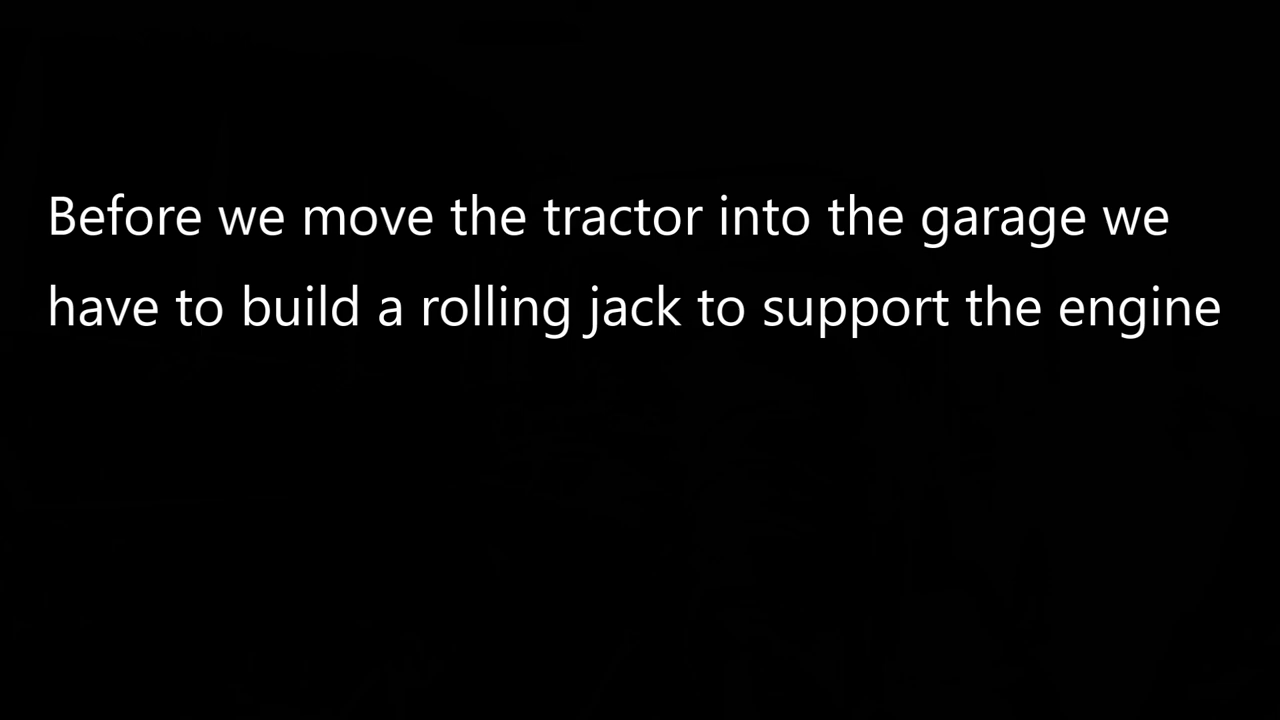 Before we move the tractor into the garage we
have to build a rolling jack to support the engine